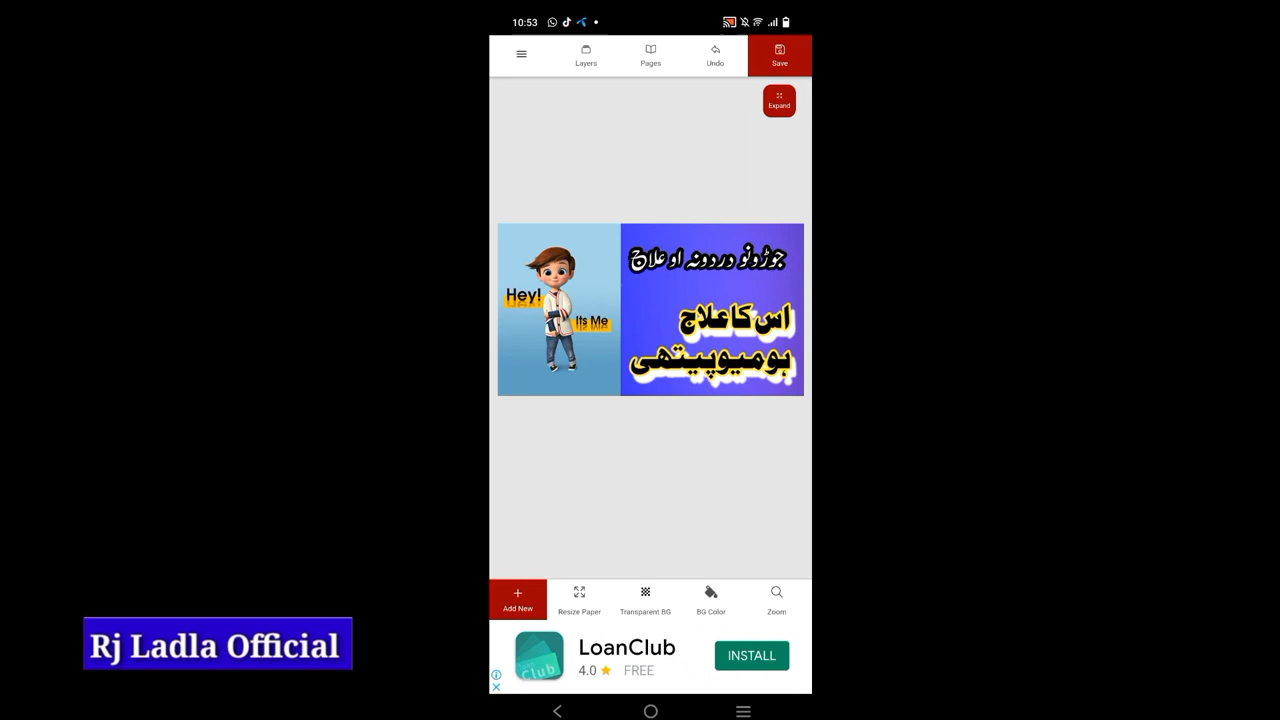 10:53
Layers
Pages
Undo
Save
Expand
Hey!
Its Me
جوڑونو دردونہ او علاج
اس کا علاج
ہومیوپیتھی
Add New
Resize Paper
Transparent BG
BG Color
Zoom
LoanClub
4.0 ★ FREE
INSTALL
Club
Rj Ladla Official